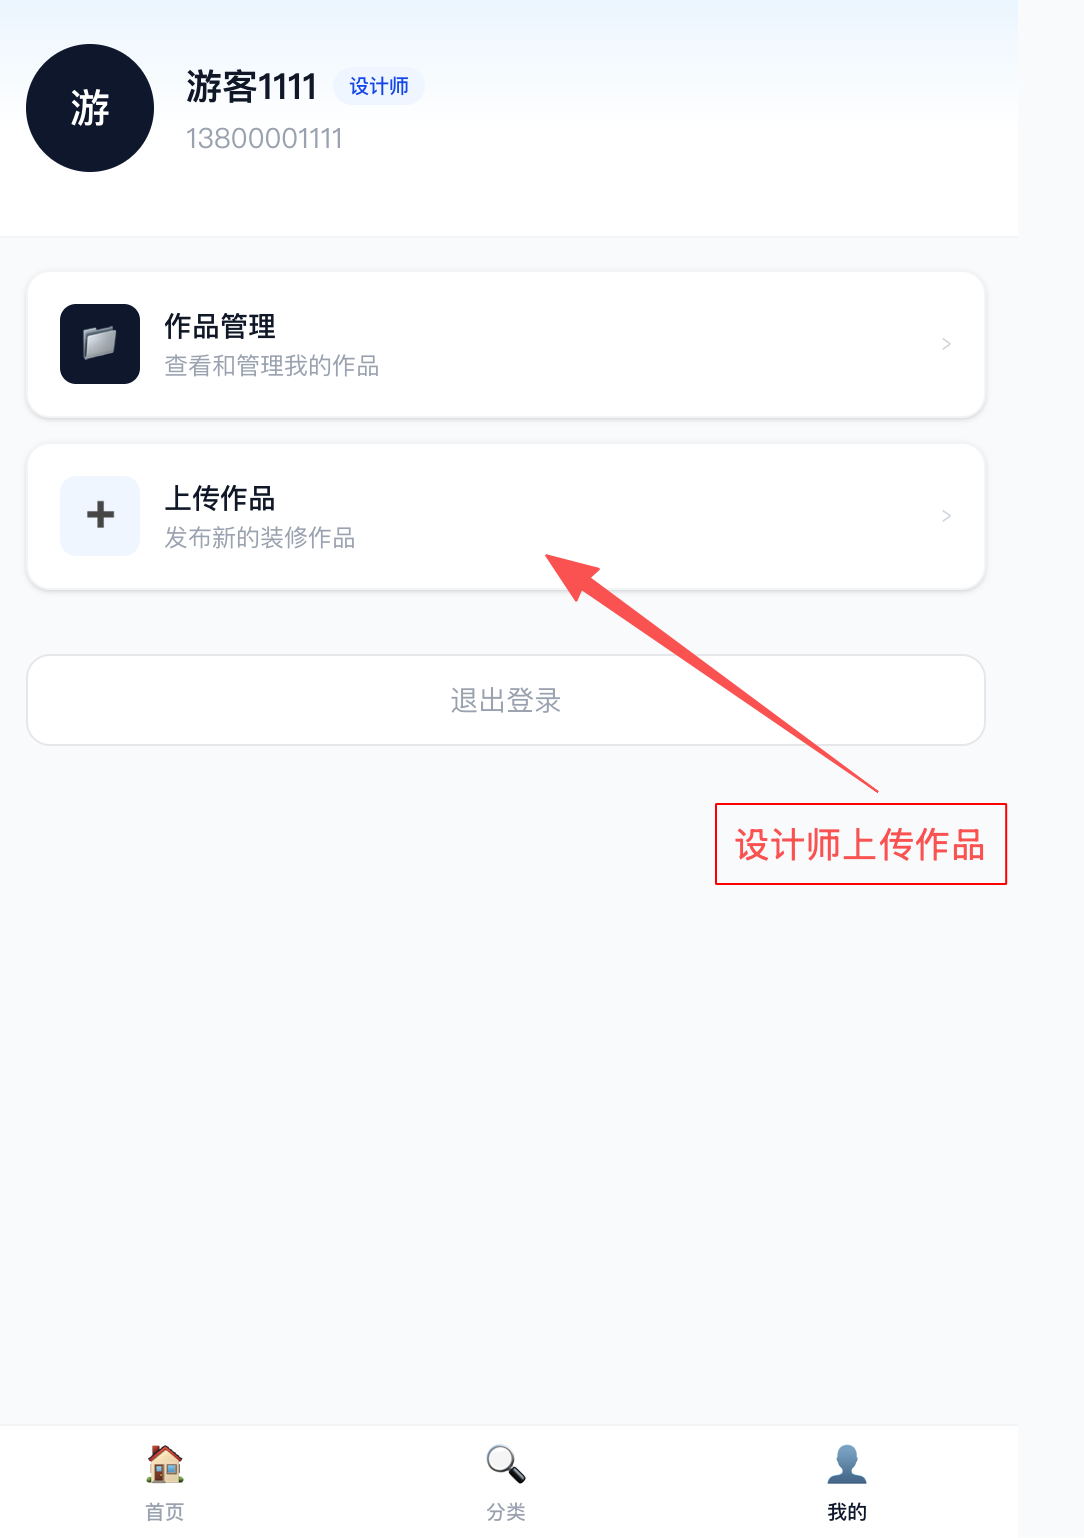 游
游客1111 设计师
13800001111
作品管理
查看和管理我的作品
上传作品
发布新的装修作品
退出登录
设计师上传作品
首页 分类 我的